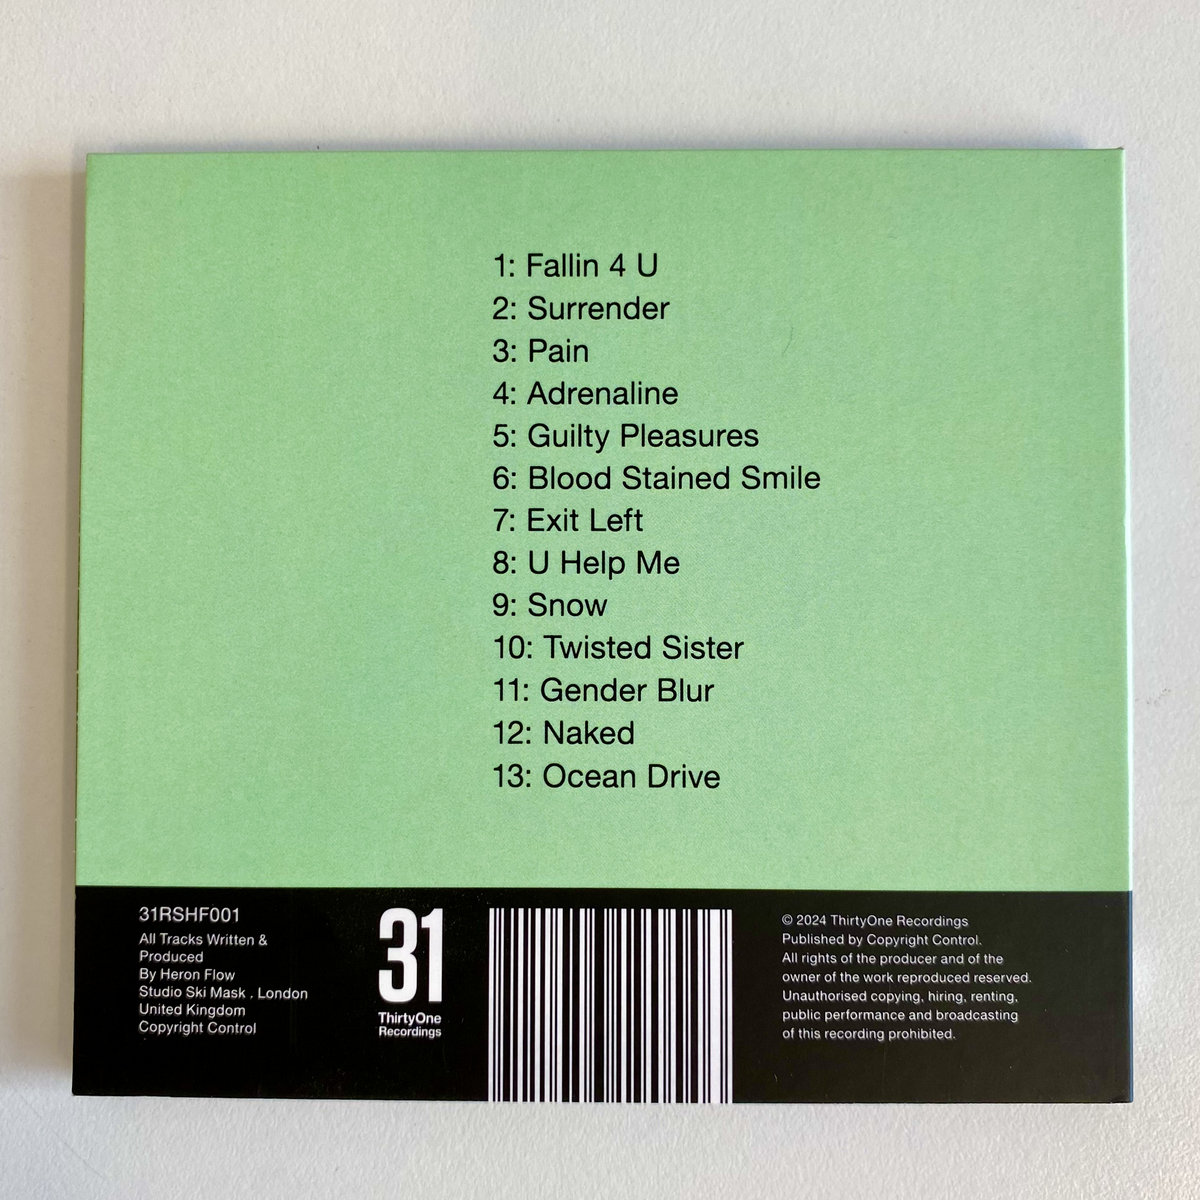 1: Fallin 4 U
2: Surrender
3: Pain
4: Adrenaline
5: Guilty Pleasures
6: Blood Stained Smile
7: Exit Left
8: U Help Me
9: Snow
10: Twisted Sister
11: Gender Blur
12: Naked
13: Ocean Drive
31RSHF001
All Tracks Written &
Produced
By Heron Flow
Studio Ski Mask . London
United Kingdom
Copyright Control
31
ThirtyOne
Recordings
© 2024 ThirtyOne Recordings
Published by Copyright Control.
All rights of the producer and of the
owner of the work reproduced reserved.
Unauthorised copying, hiring, renting,
public performance and broadcasting
of this recording prohibited.